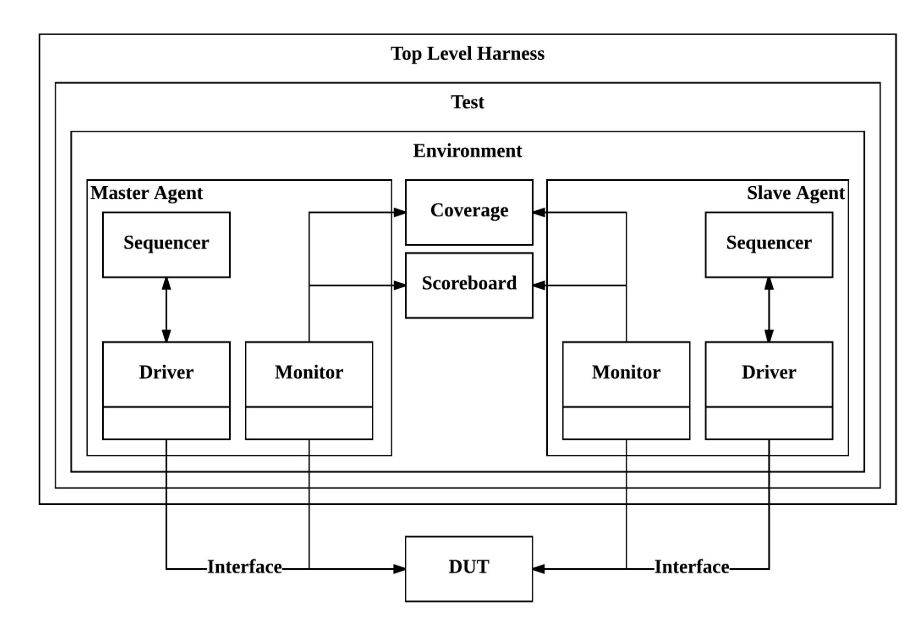 Top Level Harness
Test
Environment
Master Agent
Coverage
Slave Agent
Sequencer
Sequencer
Scoreboard
Driver
Monitor
Monitor
Driver
Interface
DUT
Interface